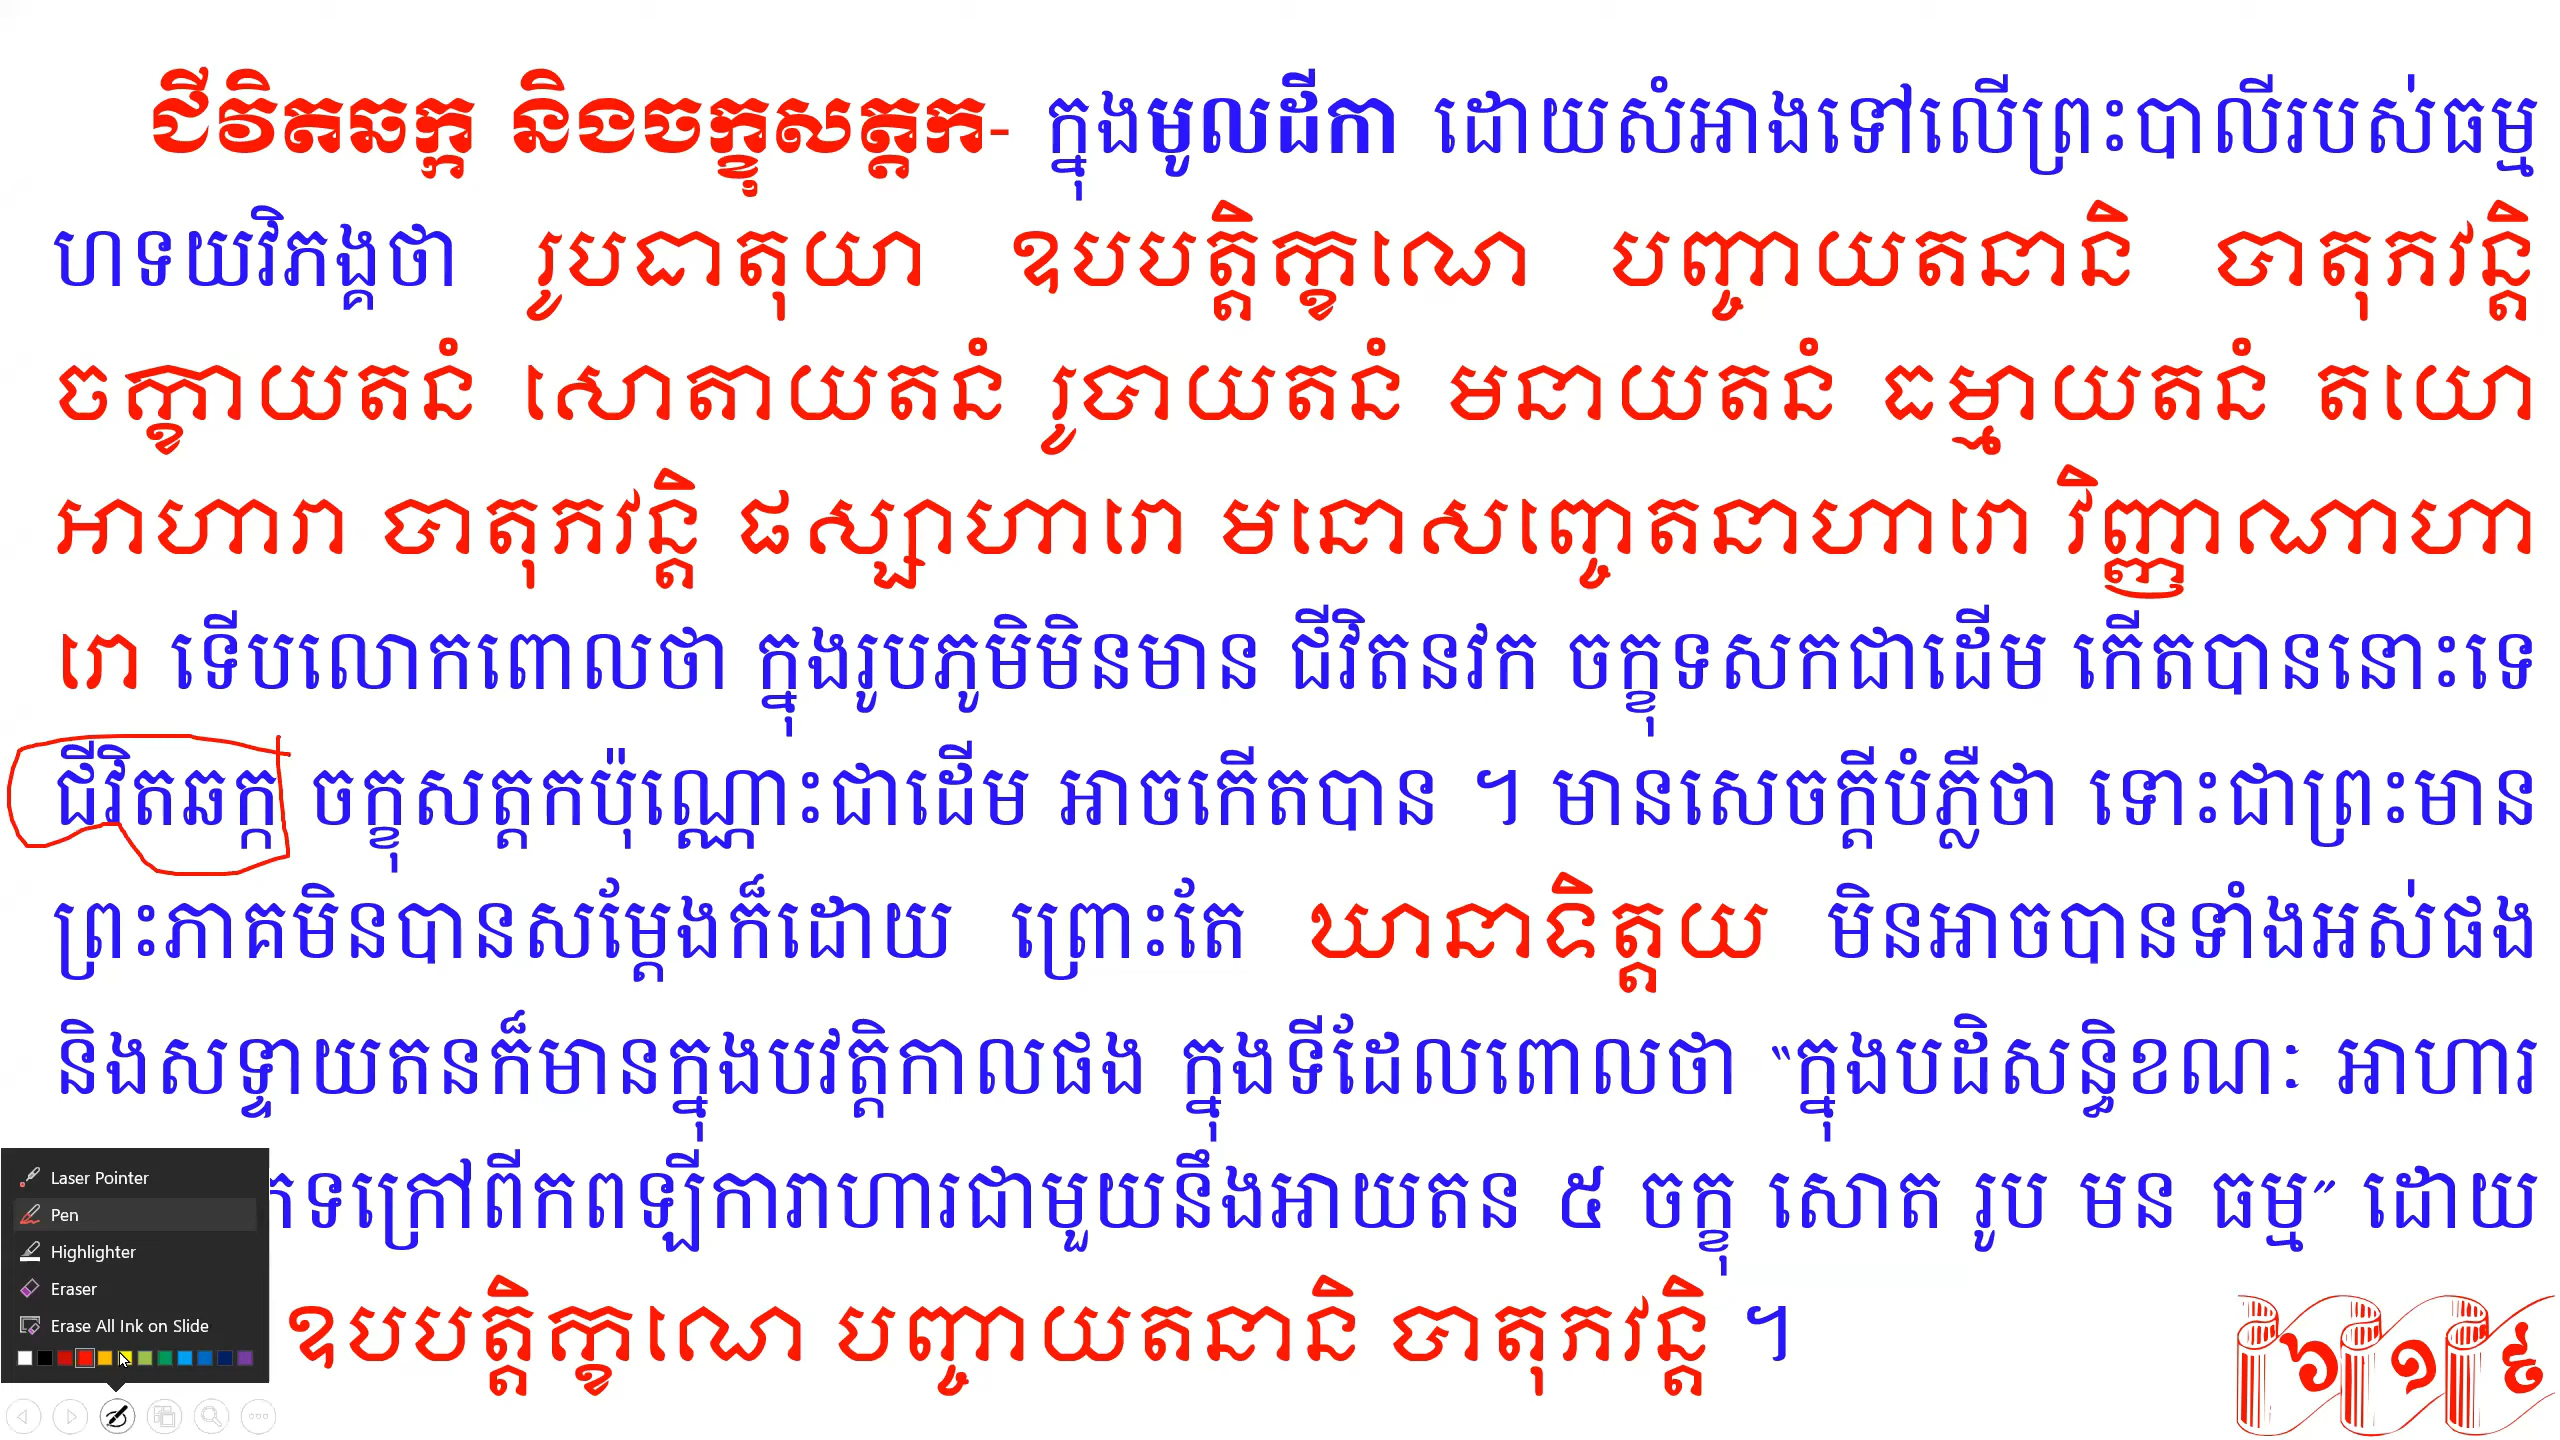 ជីវិតឆក្ក និងចក្ខុសត្តក- ក្នុងមូលដីកា ដោយសំអាងទៅលើព្រះបាលីរបស់ធម្ម
ហទយវិភង្គថា រូបធាតុយា ឧបបត្តិក្ខណេ បញ្ចាយតនានិ បាតុភវន្តិ
ចក្ខាយតនំ សោតាយតនំ រូបាយតនំ មនាយតនំ ធម្មាយតនំ តយោ
អាហារា បាតុភវន្តិ ផស្សាហារោ មនោសញ្ចេតនាហារោ វិញ្ញាណាហា
រោ ទើបលោកពោលថា ក្នុងរូបភូមិមិនមាន ជីវិតនវក ចក្ខុទសកជាដើម កើតបាននោះទេ
ជីវិតឆក្ក ចក្ខុសត្តកប៉ុណ្ណោះជាដើម អាចកើតបាន ។ មានសេចក្តីបំភ្លឺថា ទោះជាព្រះមាន
ព្រះភាគមិនបានសម្តែងក៏ដោយ ព្រោះតែ ឃានាទិត្តយ មិនអាចបានទាំងអស់ផង
និងសទ្ទាយតនក៏មានក្នុងបវត្តិកាលផង ក្នុងទីដែលពោលថា “ក្នុងបដិសន្ធិខណៈ អាហារ
កទក្រៅពីកពឡីការាហារជាមួយនឹងអាយតន ៥ ចក្ខុ សោត រូប មន ធម្ម” ដោយ
ឧបបត្តិក្ខណេ បញ្ចាយតនានិ បាតុភវន្តិ ។
Laser Pointer
Pen
Highlighter
Eraser
Erase All Ink on Slide
៦១៩